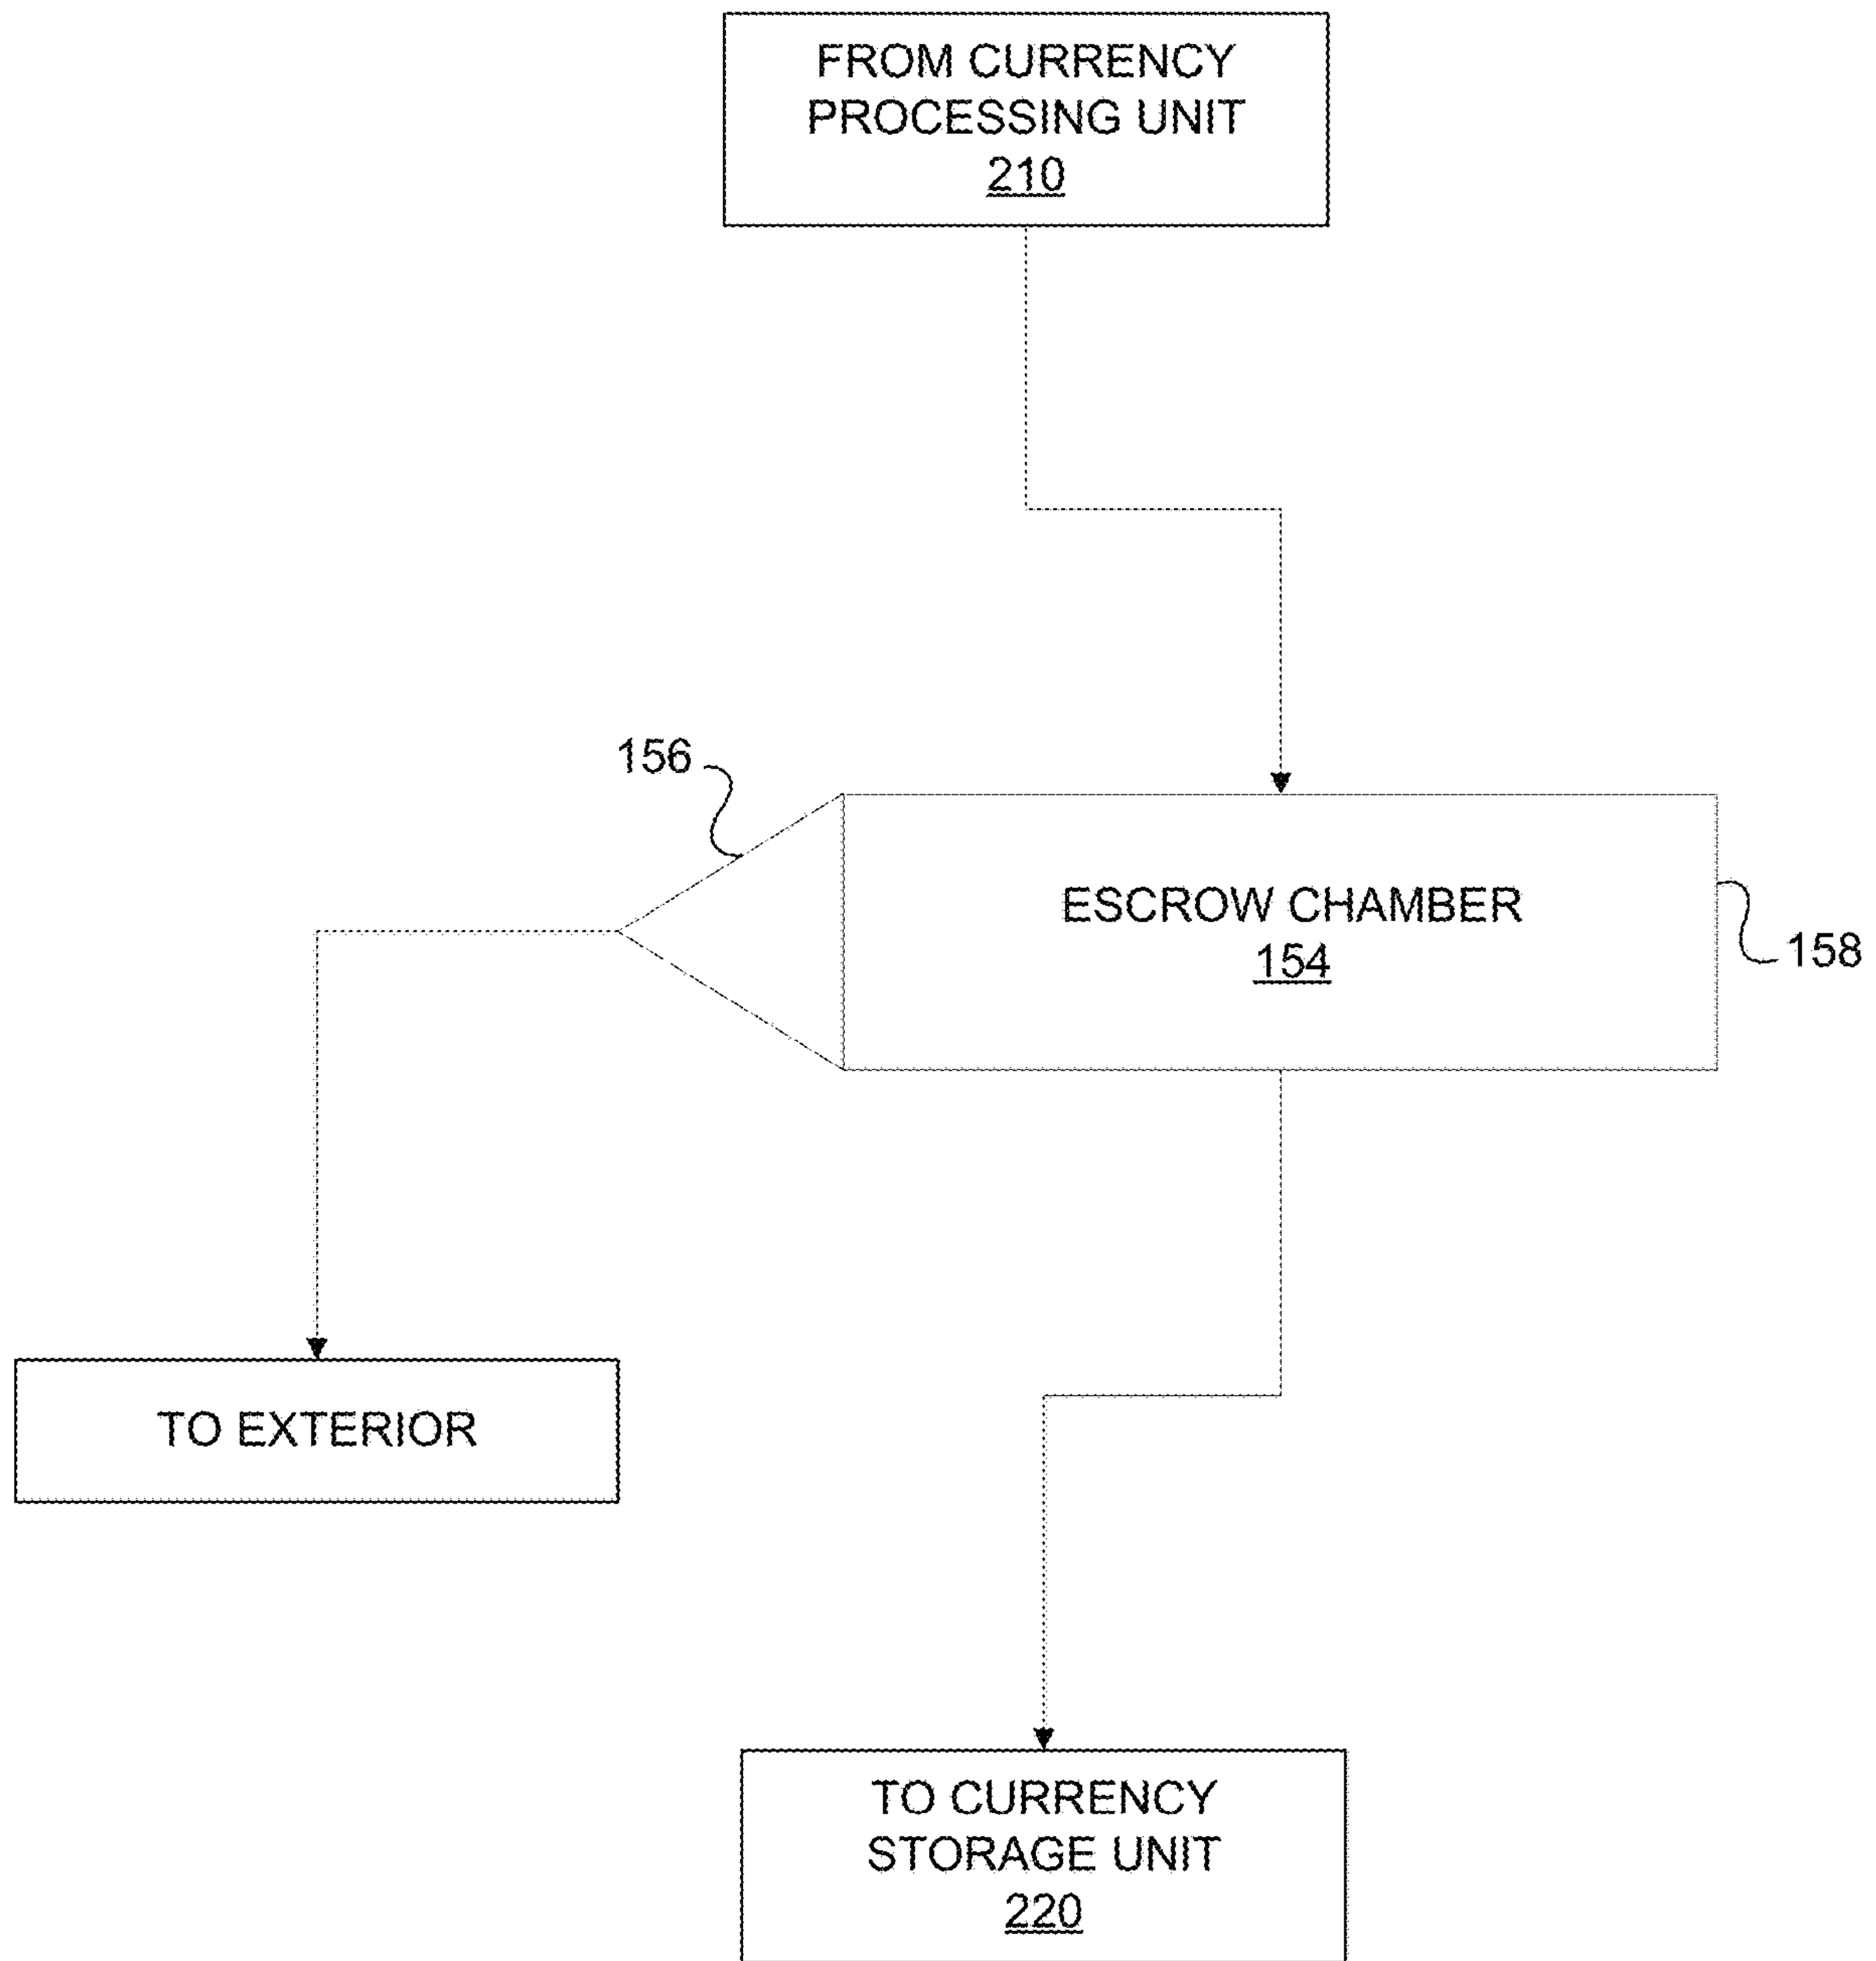 FROM CURRENCY
PROCESSING UNIT
210
156
ESCROW CHAMBER
154
158
TO EXTERIOR
TO CURRENCY
STORAGE UNIT
220